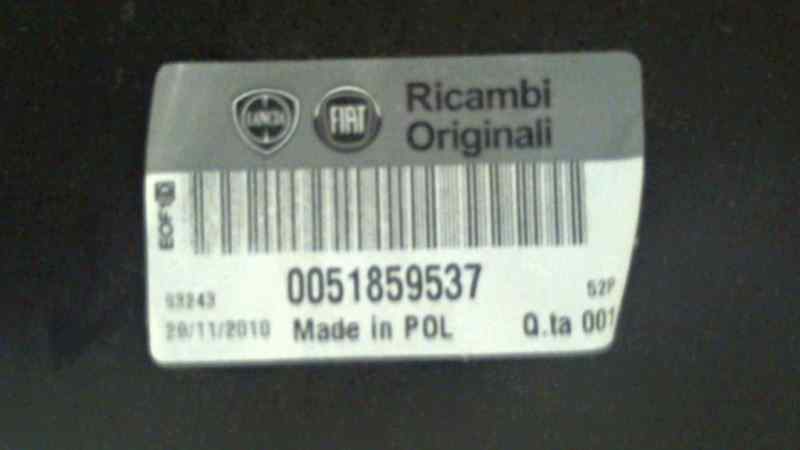 LANCIA FIAT Ricambi
Originali
EOF
0051859537
53243 52P
29/11/2010 Made in POL Q.ta 001